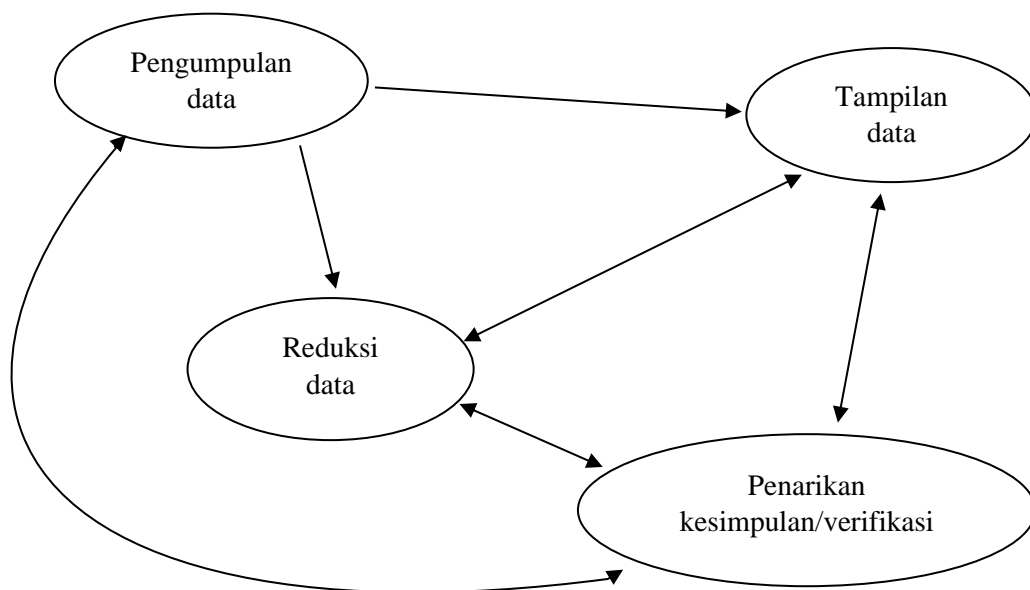 Pengumpulan
data
Tampilan
data
Reduksi
data
Penarikan
kesimpulan/verifikasi